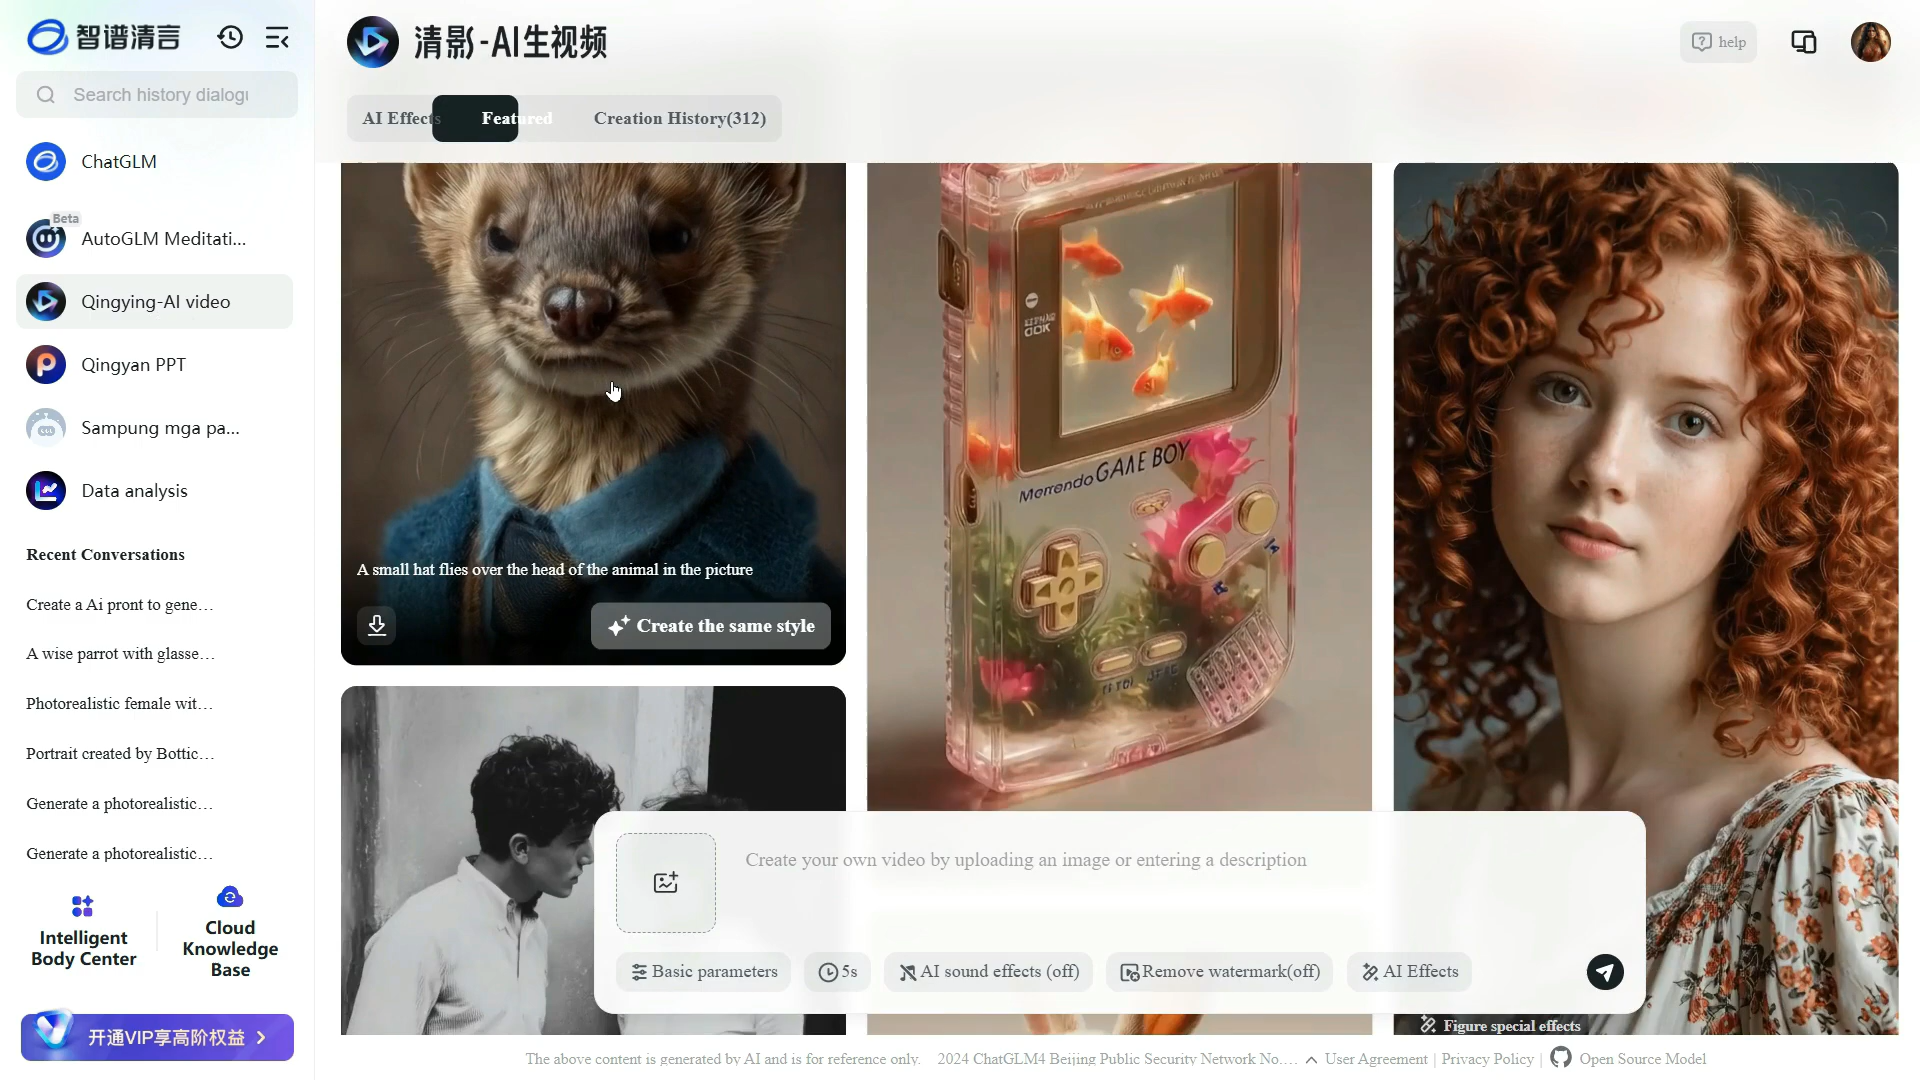 智谱清言
Search history dialogu
ChatGLM
Beta
AutoGLM Meditati...
Qingying-AI video
Qingyan PPT
Sampung mga pa...
Data analysis
Recent Conversations
Create a Ai pront to gene...
A wise parrot with glasse...
Photorealistic female wit...
Portrait created by Bottic...
Generate a photorealistic...
Generate a photorealistic...
Intelligent
Body Center
Cloud
Knowledge
Base
开通VIP享高阶权益
清影-AI生视频
help
AI Effects
Featured
Creation History(312)
A small hat flies over the head of the animal in the picture
Create the same style
GAME BOY
Create your own video by uploading an image or entering a description
Basic parameters
5s
AI sound effects (off)
Remove watermark(off)
AI Effects
Figure special effects
The above content is generated by AI and is for reference only.
2024 ChatGLM4 Beijing Public Security Network No....
User Agreement | Privacy Policy |
Open Source Model